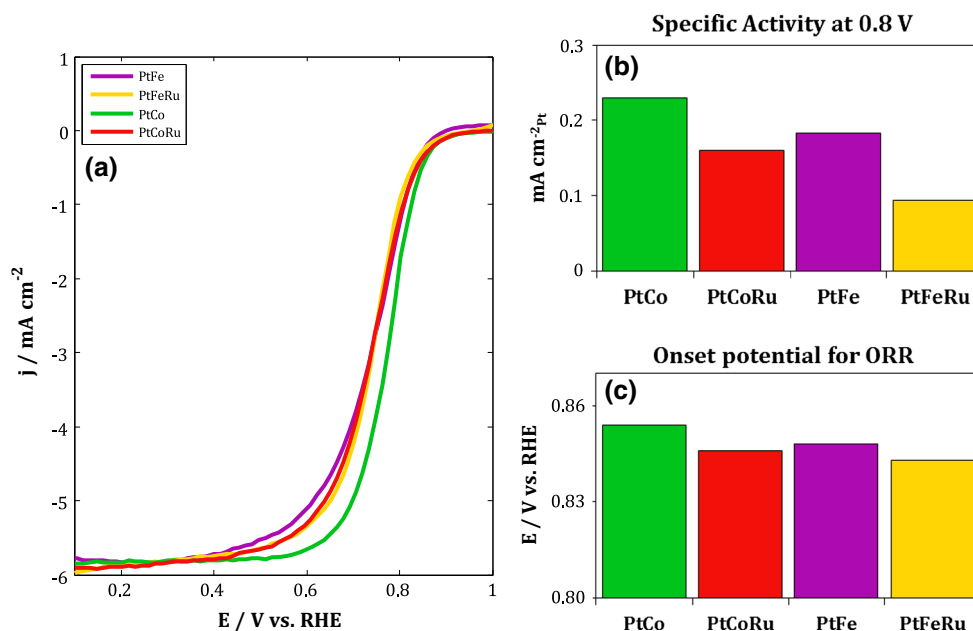 PtFe
PtFeRu
PtCo
PtCoRu
(a)
1
0
-1
-2
-3
-4
-5
-6
j / mA cm⁻²
0.2 0.4 0.6 0.8 1
E / V vs. RHE
Specific Activity at 0.8 V
(b)
0.3
0.2
0.1
0
mA cm⁻²Pt
PtCo PtCoRu PtFe PtFeRu
Onset potential for ORR
(c)
0.86
0.83
0.80
E / V vs. RHE
PtCo PtCoRu PtFe PtFeRu